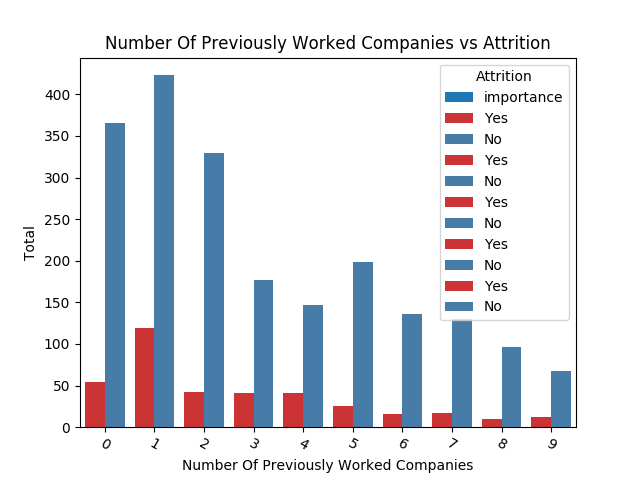 Number Of Previously Worked Companies vs Attrition
Attrition
importance
Yes
No
Yes
No
Yes
No
Yes
No
Yes
No
Total
400
350
300
250
200
150
100
50
0
0 1 2 3 4 5 6 7 8 9
Number Of Previously Worked Companies